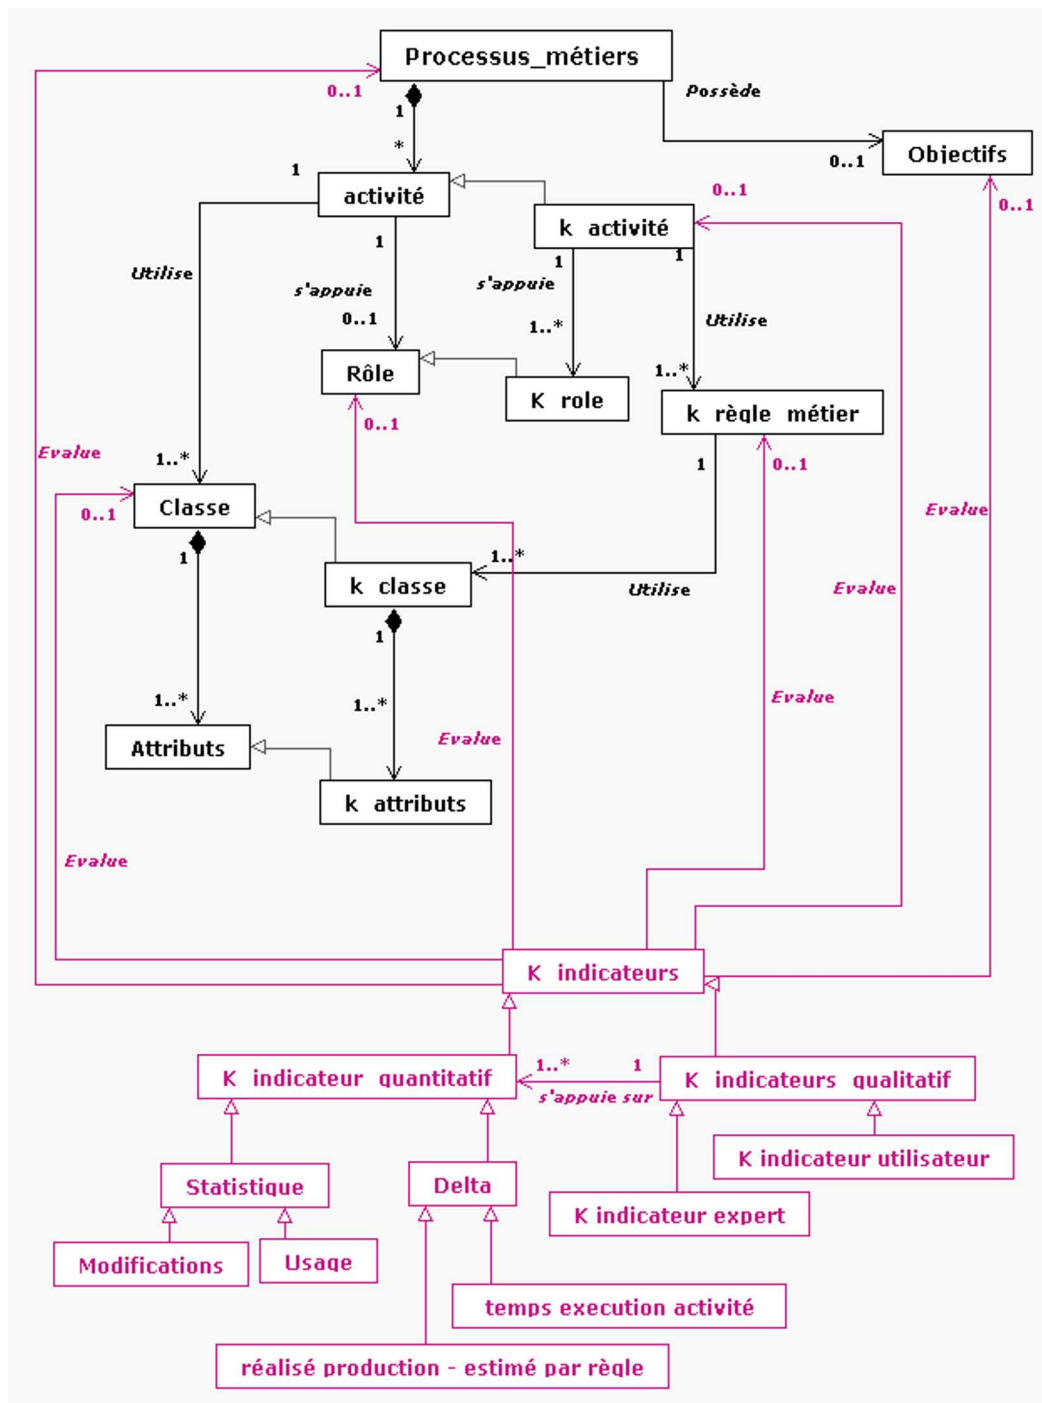 Processus_métiers
0..1
1
*
Possède
0..1
Objectifs
0..1
1
activité
0..1
k activité
1
1
1
Utilise
s'appuie
s'appuie
0..1
1..*
Utilise
1..*
Rôle
K role
k règle métier
0..1
1
0..1
Evalue
1..*
0..1
Classe
Evalue
1
1..*
k classe
Utilise
Evalue
1
1..*
1..*
Evalue
Evalue
Attributs
k attributs
Evalue
K indicateurs
K indicateur quantitatif
1..*
1
s'appuie sur
K indicateurs qualitatif
K indicateur utilisateur
Statistique
Delta
K indicateur expert
Modifications
Usage
temps execution activité
réalisé production - estimé par règle